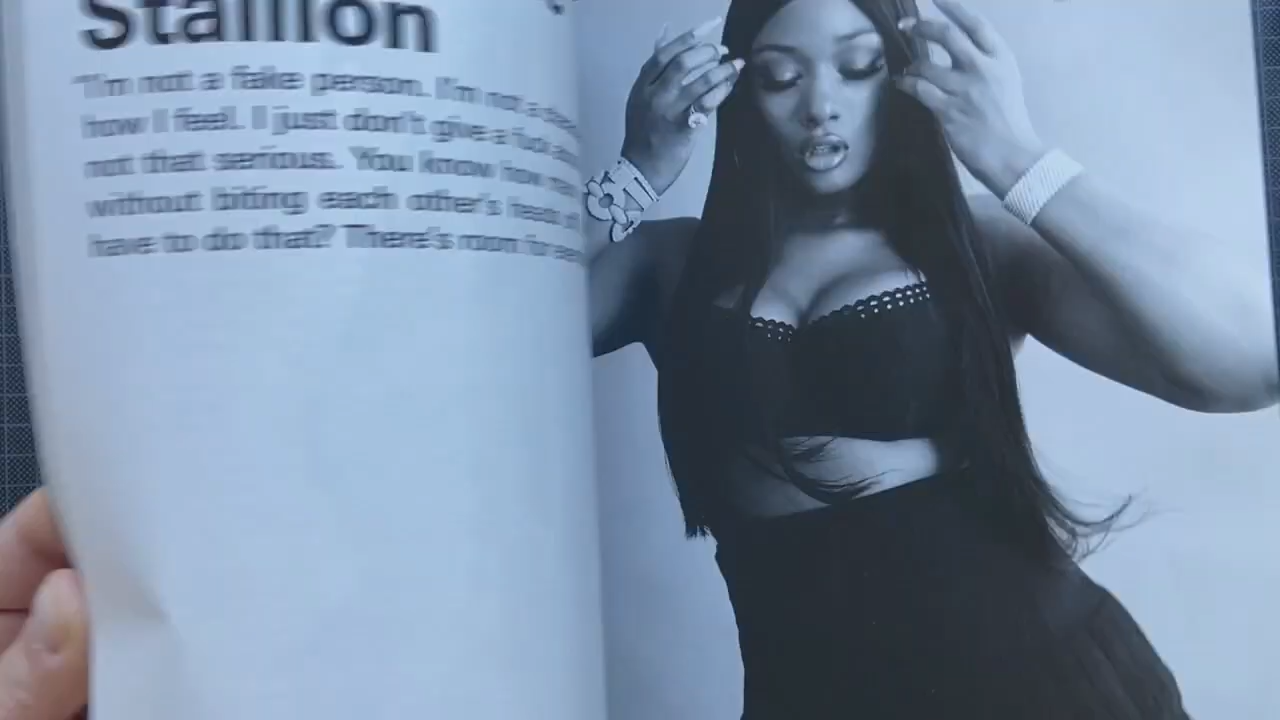 Stallion
"I'm not a fake person. I'm not a
how I feel. I just don't give a fuck
not that serious. You know how
without biting each other's
have to do that? There's room for